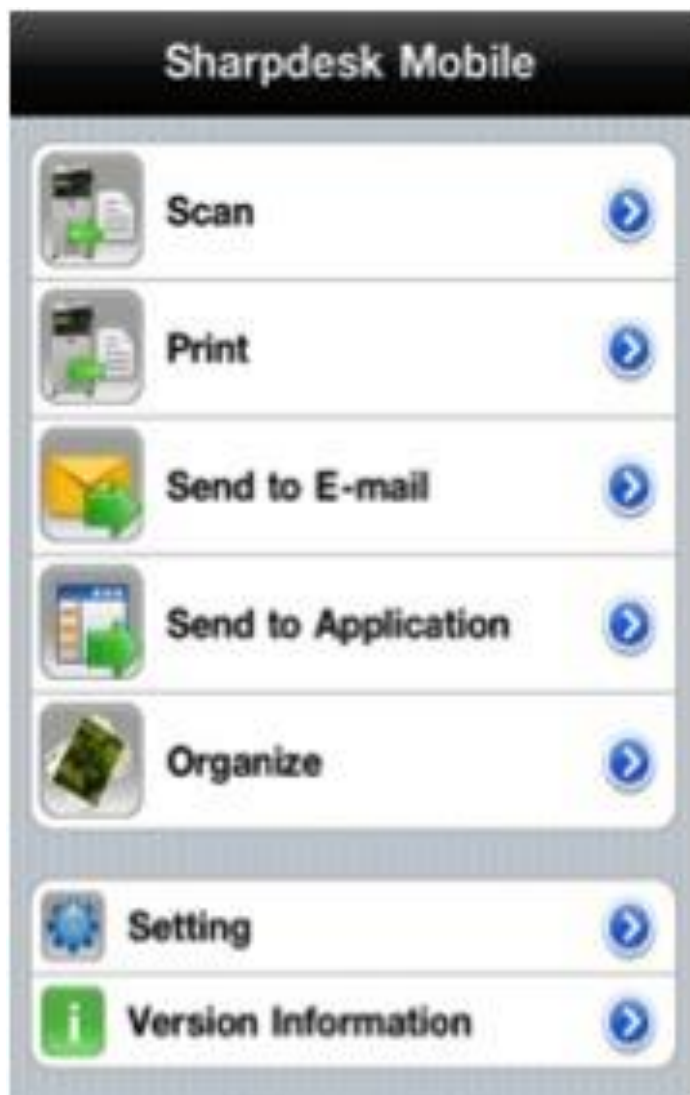 Sharpdesk Mobile
Scan
Print
Send to E-mail
Send to Application
Organize
Setting
Version Information